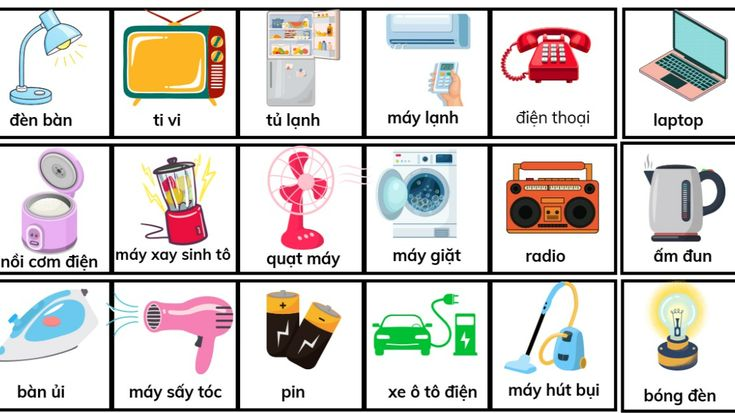 đèn bàn
ti vi
tủ lạnh
máy lạnh
điện thoại
laptop
nồi cơm điện
máy xay sinh tô
quạt máy
máy giặt
radio
ấm đun
bàn ủi
máy sấy tóc
pin
xe ô tô điện
máy hút bụi
bóng đèn